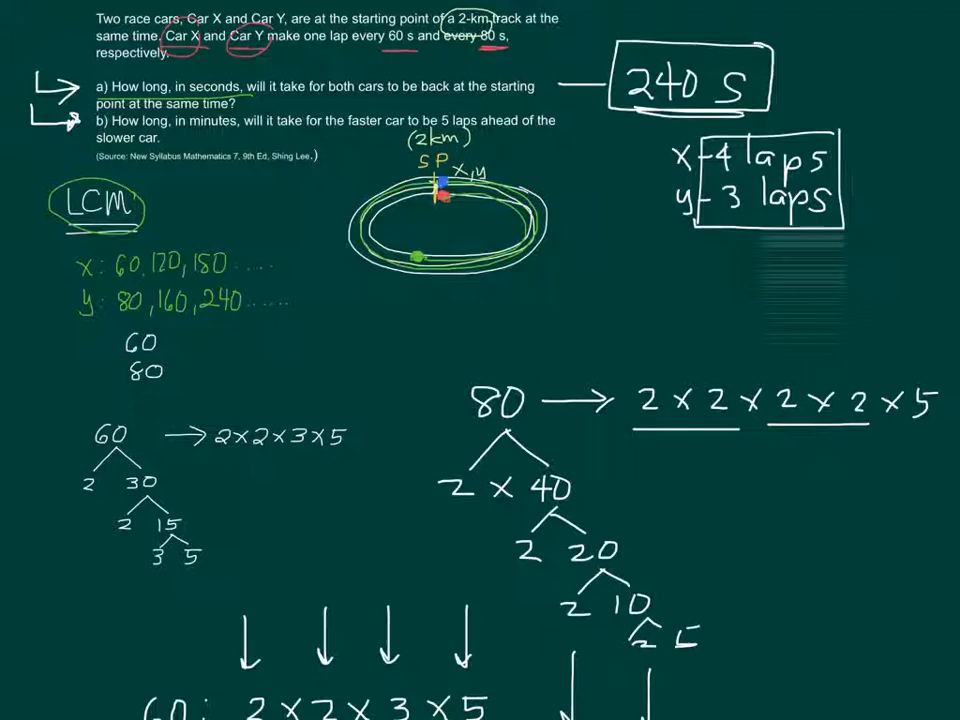 Two race cars, Car X and Car Y, are at the starting point of a 2-km track at the
same time. Car X and Car Y make one lap every 60 s and every 80 s,
respectively.
a) How long, in seconds, will it take for both cars to be back at the starting
point at the same time?
b) How long, in minutes, will it take for the faster car to be 5 laps ahead of the
slower car.
(Source: New Syllabus Mathematics 7, 9th Ed, Shing Lee.)
240 s
x - 4 laps
y - 3 laps
(2km)
SP
x, y
LCM
x: 60, 120, 180 ....
y: 80, 160, 240 ......
60
80
80 → 2 × 2 × 2 × 2 × 5
2 × 40
2 20
2 10
2 5
60 → 2×2×3×5
2 30
2 15
3 5
60: 2 × 2 × 3 × 5